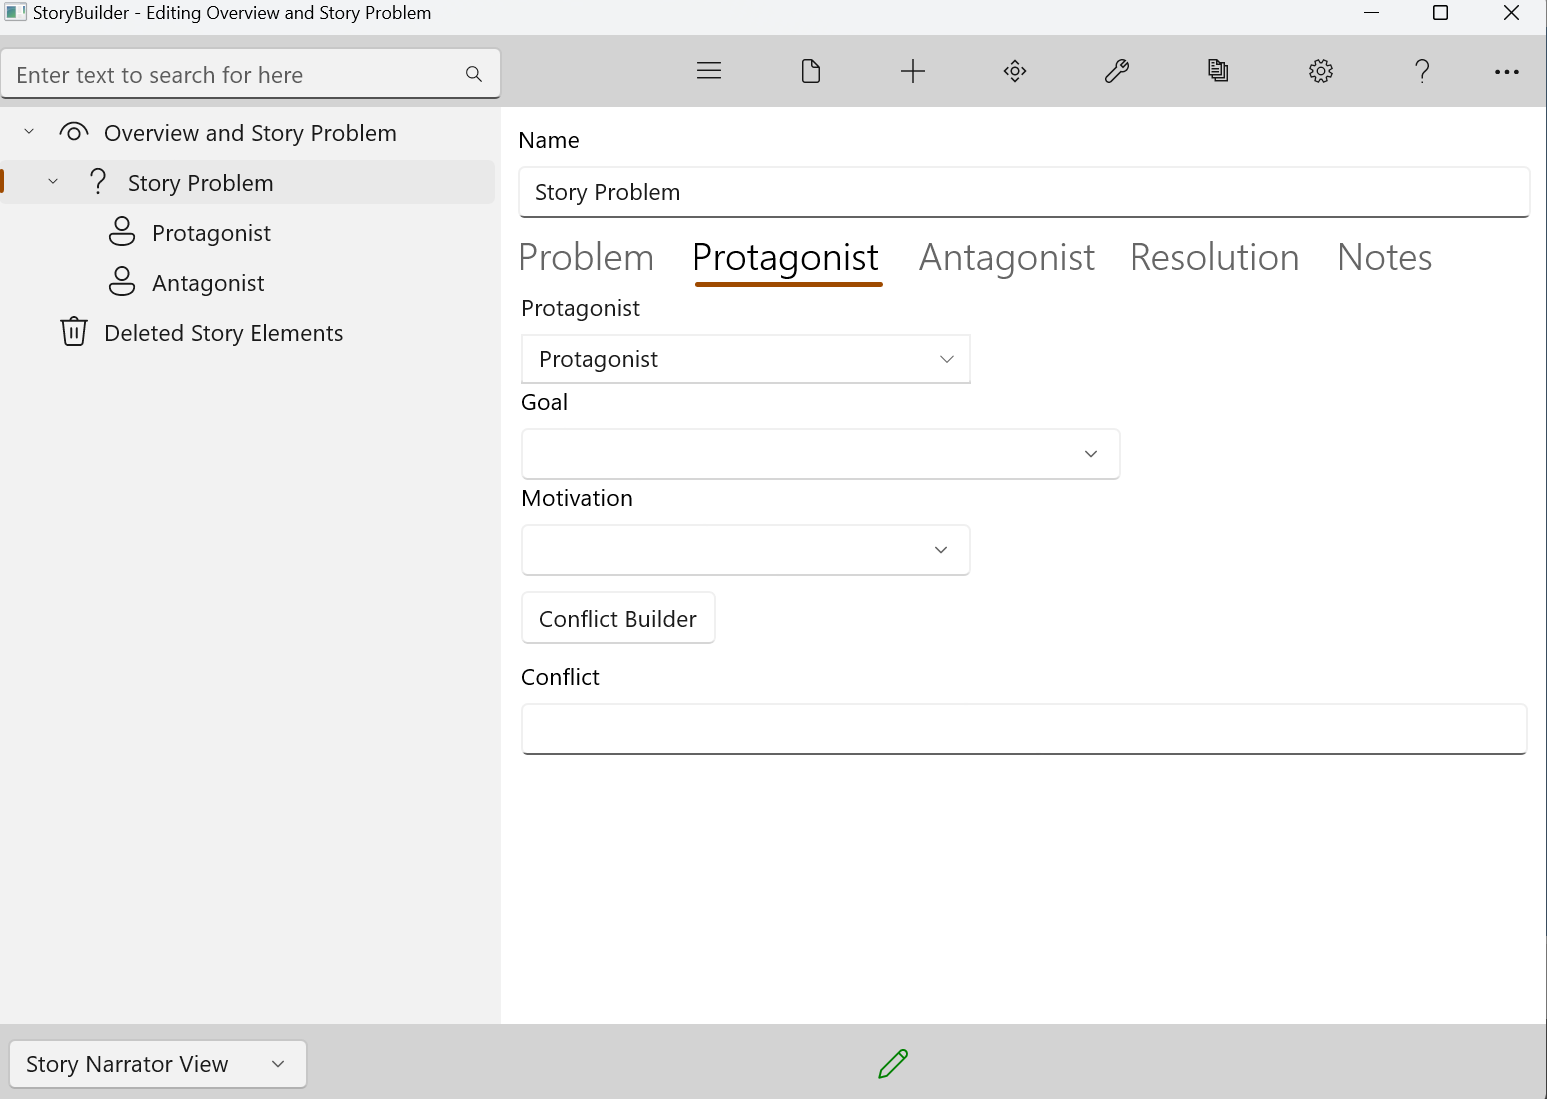 StoryBuilder - Editing Overview and Story Problem
Enter text to search for here
Overview and Story Problem
Story Problem
Protagonist
Antagonist
Deleted Story Elements
Name
Story Problem
Problem Protagonist Antagonist Resolution Notes
Protagonist
Protagonist
Goal
Motivation
Conflict Builder
Conflict
Story Narrator View